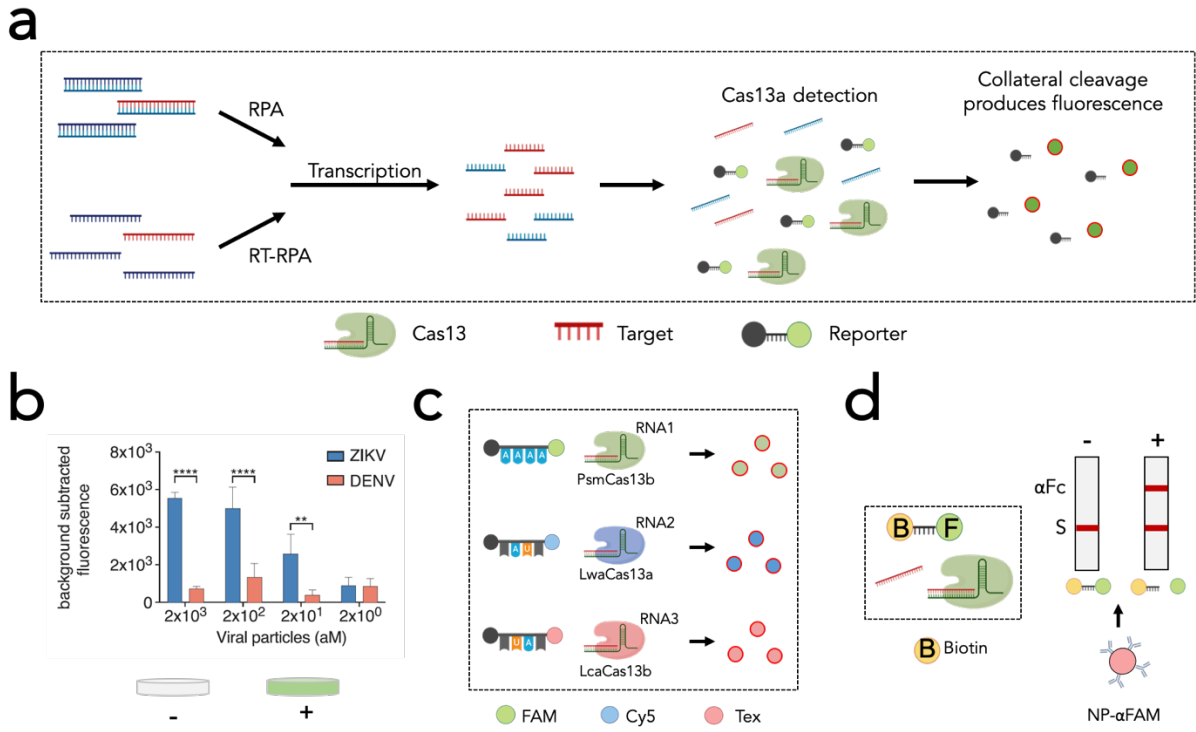 a
RPA
RT-RPA
Transcription
Cas13a detection
Collateral cleavage
produces fluorescence
Cas13
Target
Reporter
b
background subtracted
fluorescence
8x10³
6x10³
4x10³
2x10³
0
****
****
**
ZIKV
DENV
2x10³ 2x10² 2x10¹ 2x10⁰
Viral particles (aM)
- +
c
A A A A
RNA1
PsmCas13b
A U
RNA2
LwaCas13a
U A
RNA3
LcaCas13b
FAM Cy5 Tex
d
B F
B Biotin
- +
αFc
S
NP-αFAM